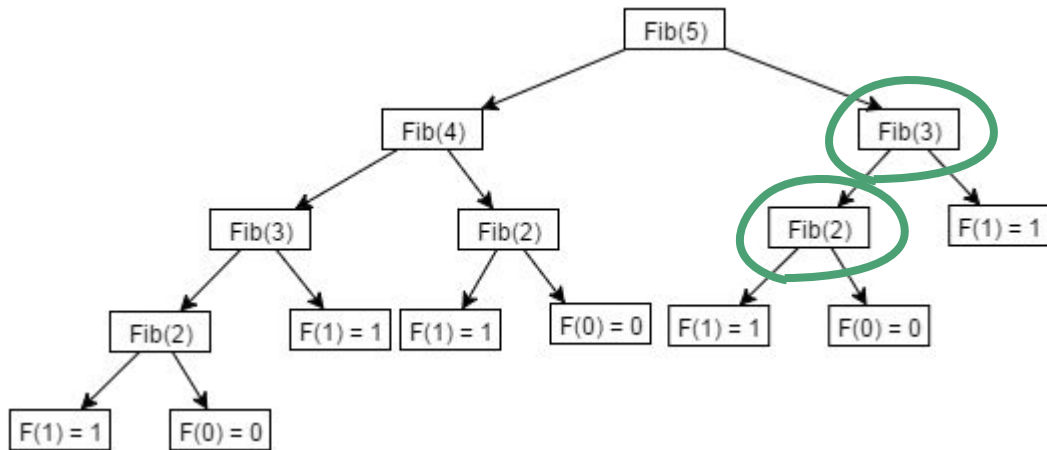 Fib(5)
Fib(4)
Fib(3)
Fib(3)
Fib(2)
Fib(2)
F(1) = 1
Fib(2)
F(1) = 1
F(1) = 1
F(0) = 0
F(1) = 1
F(0) = 0
F(1) = 1
F(0) = 0